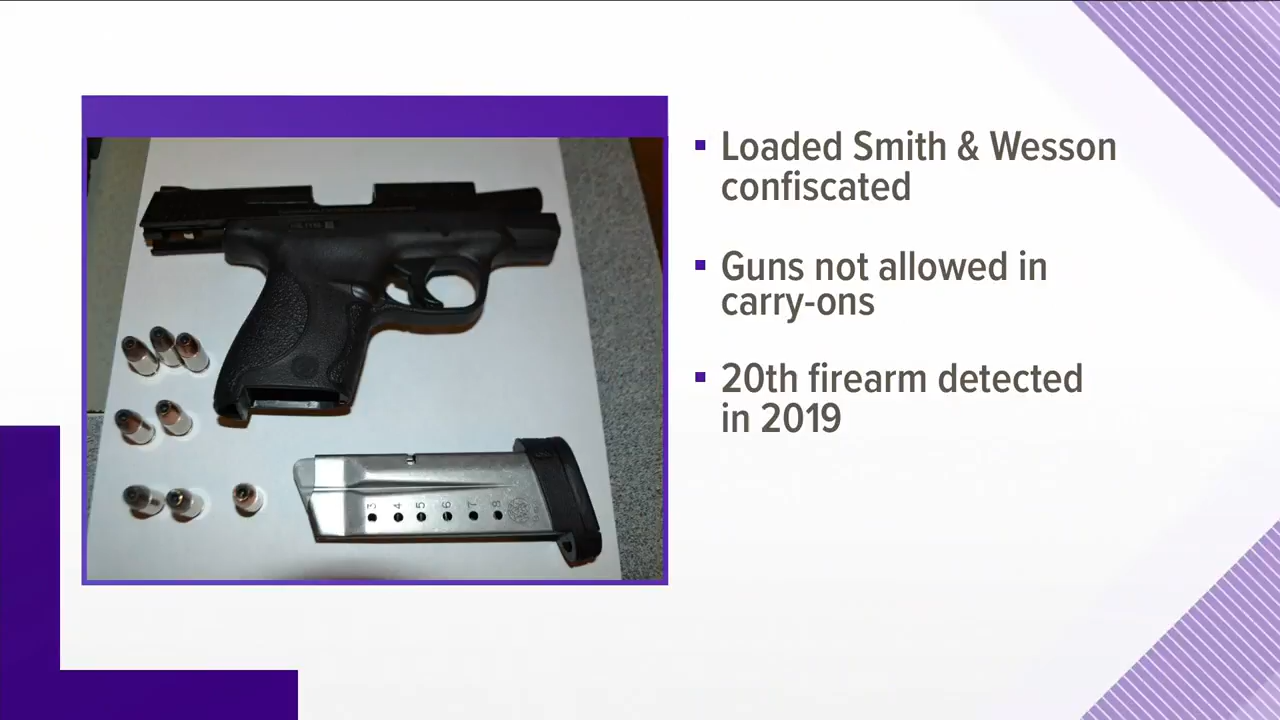 Loaded Smith & Wesson
confiscated
Guns not allowed in
carry-ons
20th firearm detected
in 2019
3 4 5 6 7 8